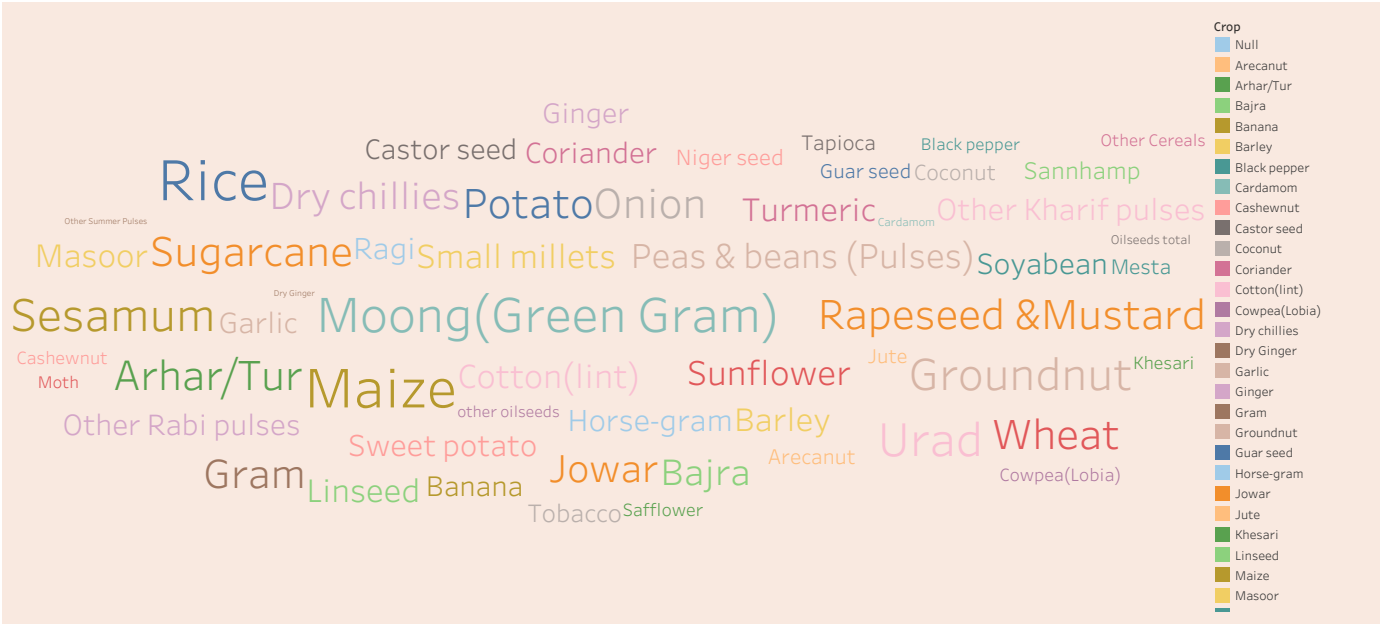 Ginger
Castor seed Coriander Niger seed Tapioca Black pepper Other Cereals
Guar seed Coconut Sannhamp
Rice Dry chillies Potato Onion Turmeric Cardamom Other Kharif pulses
Other Summer Pulses
Masoor Sugarcane Ragi Small millets Peas & beans (Pulses) Soyabean Mesta
Oilseeds total
Dry Ginger
Sesamum Garlic Moong(Green Gram) Rapeseed &Mustard
Cashewnut
Moth Arhar/Tur Maize Cotton(lint) Sunflower Jute Groundnut Khesari
other oilseeds
Other Rabi pulses Horse-gram Barley
Sweet potato Urad Wheat
Arecanut
Gram Jowar Bajra Cowpea(Lobia)
Linseed Banana
Tobacco Safflower
Crop
Null
Arecanut
Arhar/Tur
Bajra
Banana
Barley
Black pepper
Cardamom
Cashewnut
Castor seed
Coconut
Coriander
Cotton(lint)
Cowpea(Lobia)
Dry chillies
Dry Ginger
Garlic
Ginger
Gram
Groundnut
Guar seed
Horse-gram
Jowar
Jute
Khesari
Linseed
Maize
Masoor